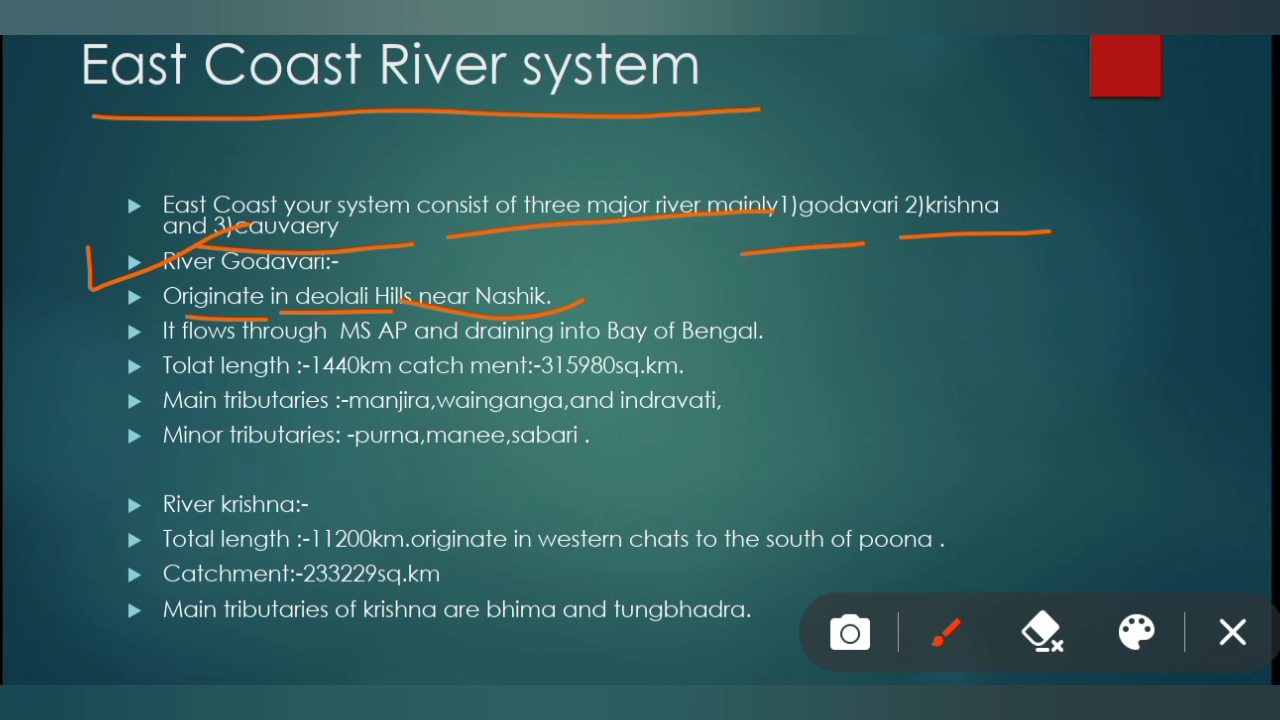 East Coast River system
East Coast your system consist of three major river mainly1)godavari 2)krishna
and 3)cauvaery
River Godavari:-
Originate in deolali Hills near Nashik.
It flows through MS AP and draining into Bay of Bengal.
Tolat length :-1440km catch ment:-315980sq.km.
Main tributaries :-manjira,wainganga,and indravati,
Minor tributaries: -purna,manee,sabari .
River krishna:-
Total length :-11200km.originate in western chats to the south of poona .
Catchment:-233229sq.km
Main tributaries of krishna are bhima and tungbhadra.